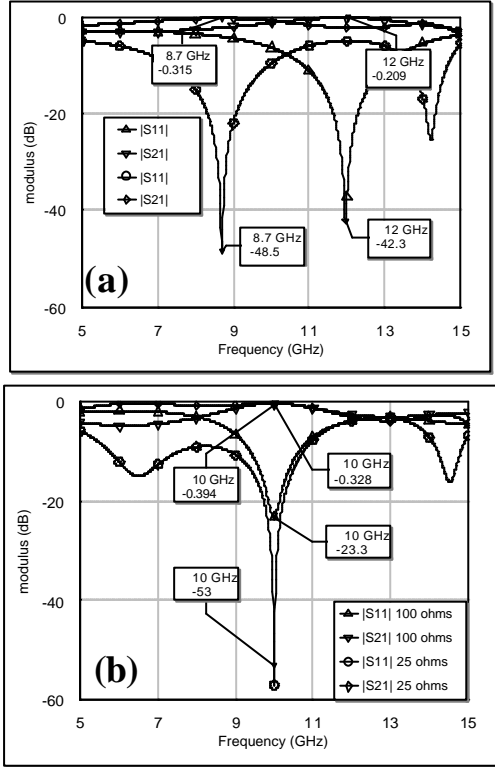 0
8.7 GHz
-0.315
12 GHz
-0.209
-20
|S11|
|S21|
|S11|
|S21|
modulus (dB)
-40
8.7 GHz
-48.5
12 GHz
-42.3
(a)
-60
5 7 9 11 13 15
Frequency (GHz)
0
10 GHz
-0.394
10 GHz
-0.328
-20
10 GHz
-23.3
modulus (dB)
10 GHz
-53
-40
|S11| 100 ohms
|S21| 100 ohms
|S11| 25 ohms
|S21| 25 ohms
(b)
-60
5 7 9 11 13 15
Frequency (GHz)